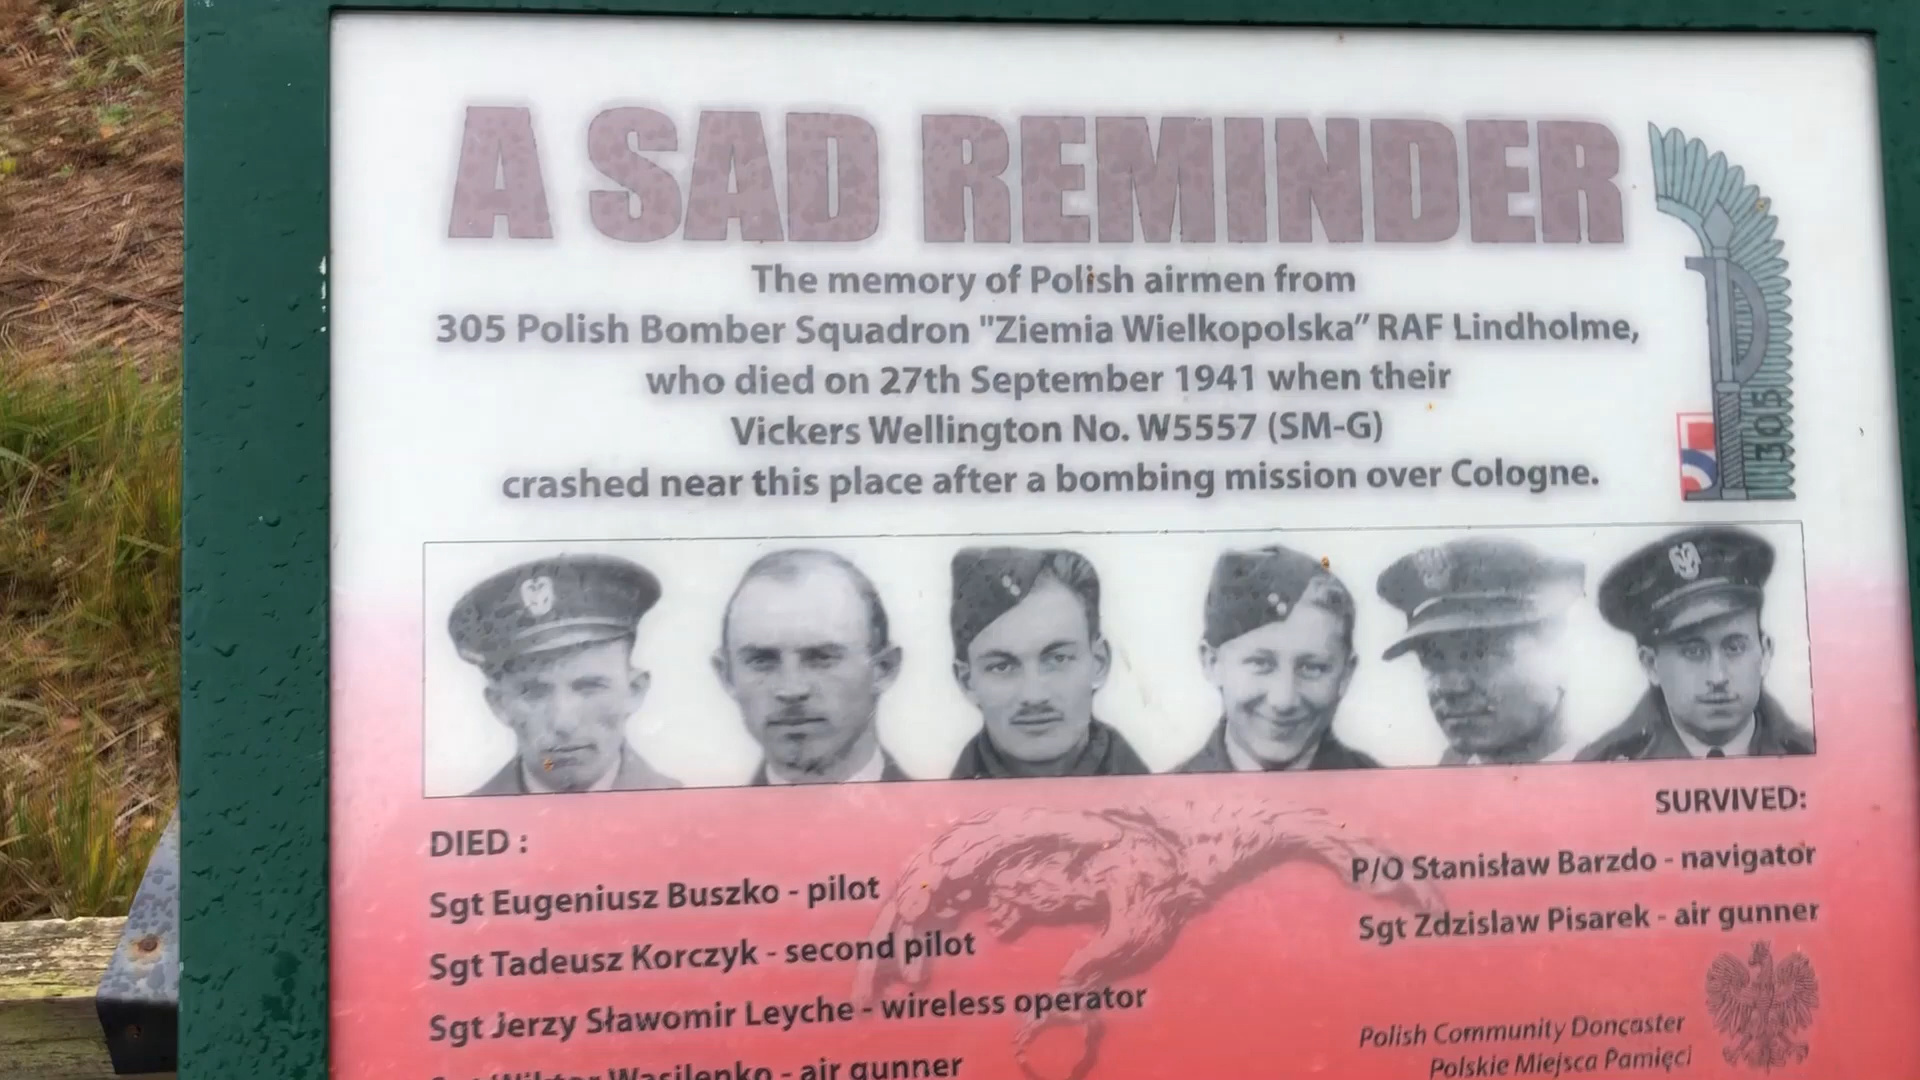 A SAD REMINDER
The memory of Polish airmen from
305 Polish Bomber Squadron "Ziemia Wielkopolska" RAF Lindholme,
who died on 27th September 1941 when their
Vickers Wellington No. W5557 (SM-G)
crashed near this place after a bombing mission over Cologne.
305
DIED :
Sgt Eugeniusz Buszko - pilot
Sgt Tadeusz Korczyk - second pilot
Sgt Jerzy Sławomir Leyche - wireless operator
Sgt Wiktor Wasilenko - air gunner
SURVIVED:
P/O Stanisław Barzdo - navigator
Sgt Zdzislaw Pisarek - air gunner
Polish Community Doncaster
Polskie Miejsca Pamięci